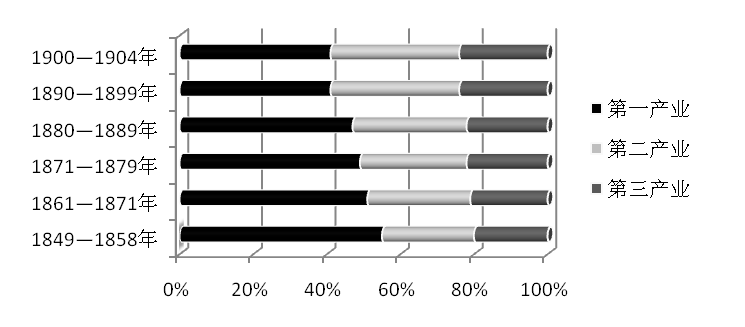 1900—1904年
1890—1899年
1880—1889年
1871—1879年
1861—1871年
1849—1858年
0% 20% 40% 60% 80% 100%
第一产业
第二产业
第三产业